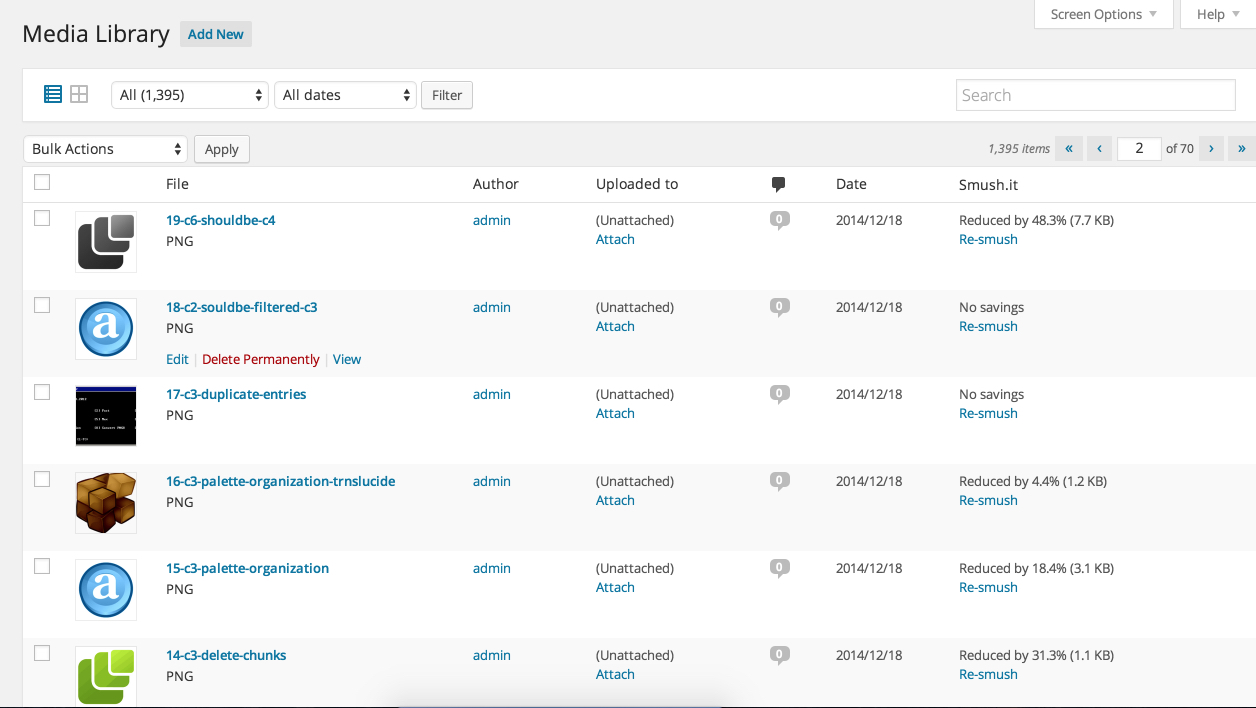 Screen Options Help
Media Library Add New
All (1,395) All dates Filter Search
Bulk Actions Apply 1,395 items « ‹ 2 of 70 › »
File Author Uploaded to Date Smush.it
19-c6-shouldbe-c4 admin (Unattached) 0 2014/12/18 Reduced by 48.3% (7.7 KB)
PNG Attach Re-smush
18-c2-souldbe-filtered-c3 admin (Unattached) 0 2014/12/18 No savings
PNG Attach Re-smush
Edit | Delete Permanently | View
17-c3-duplicate-entries admin (Unattached) 0 2014/12/18 No savings
PNG Attach Re-smush
16-c3-palette-organization-trnslucide admin (Unattached) 0 2014/12/18 Reduced by 4.4% (1.2 KB)
PNG Attach Re-smush
15-c3-palette-organization admin (Unattached) 0 2014/12/18 Reduced by 18.4% (3.1 KB)
PNG Attach Re-smush
14-c3-delete-chunks admin (Unattached) 0 2014/12/18 Reduced by 31.3% (1.1 KB)
PNG Attach Re-smush